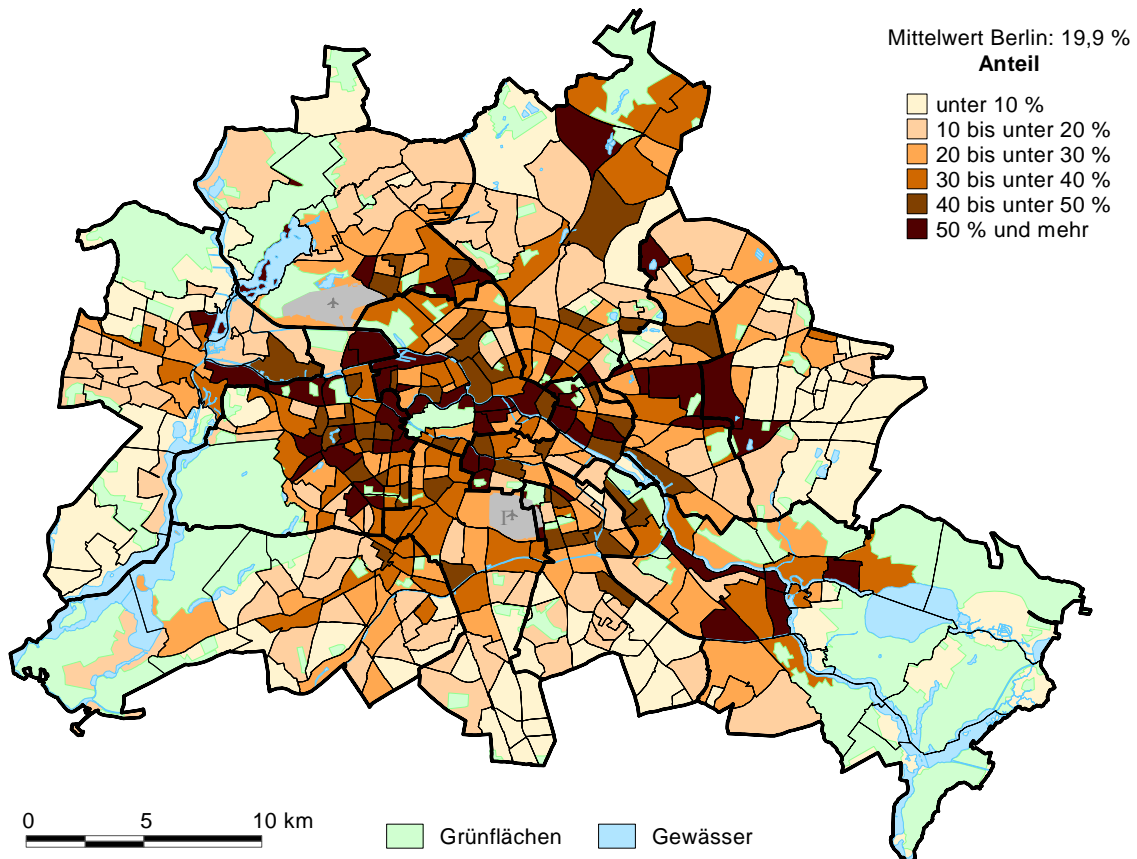 Mittelwert Berlin: 19,9 %
Anteil
unter 10 %
10 bis unter 20 %
20 bis unter 30 %
30 bis unter 40 %
40 bis unter 50 %
50 % und mehr
0 5 10 km
Grünflächen Gewässer